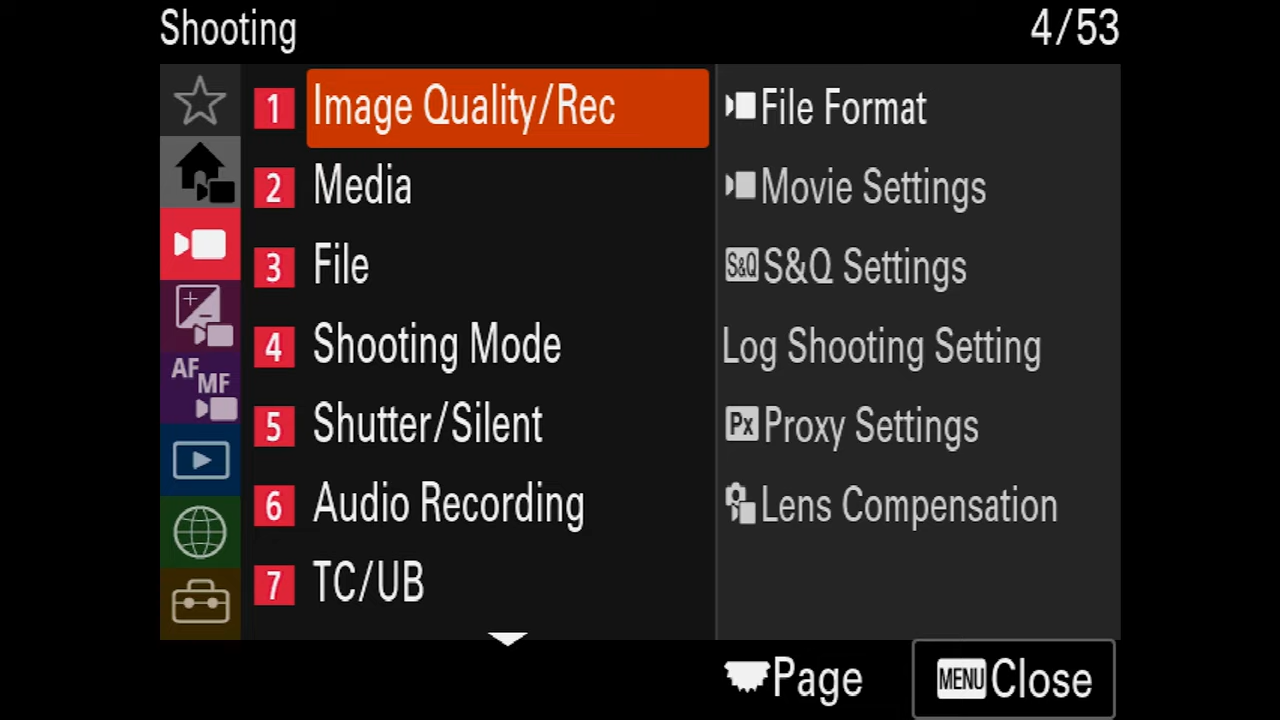 Shooting
4/53
1 Image Quality/Rec
2 Media
3 File
4 Shooting Mode
5 Shutter/Silent
6 Audio Recording
7 TC/UB
AF MF
File Format
Movie Settings
S&Q S&Q Settings
Log Shooting Setting
Px Proxy Settings
Lens Compensation
Page
MENU Close